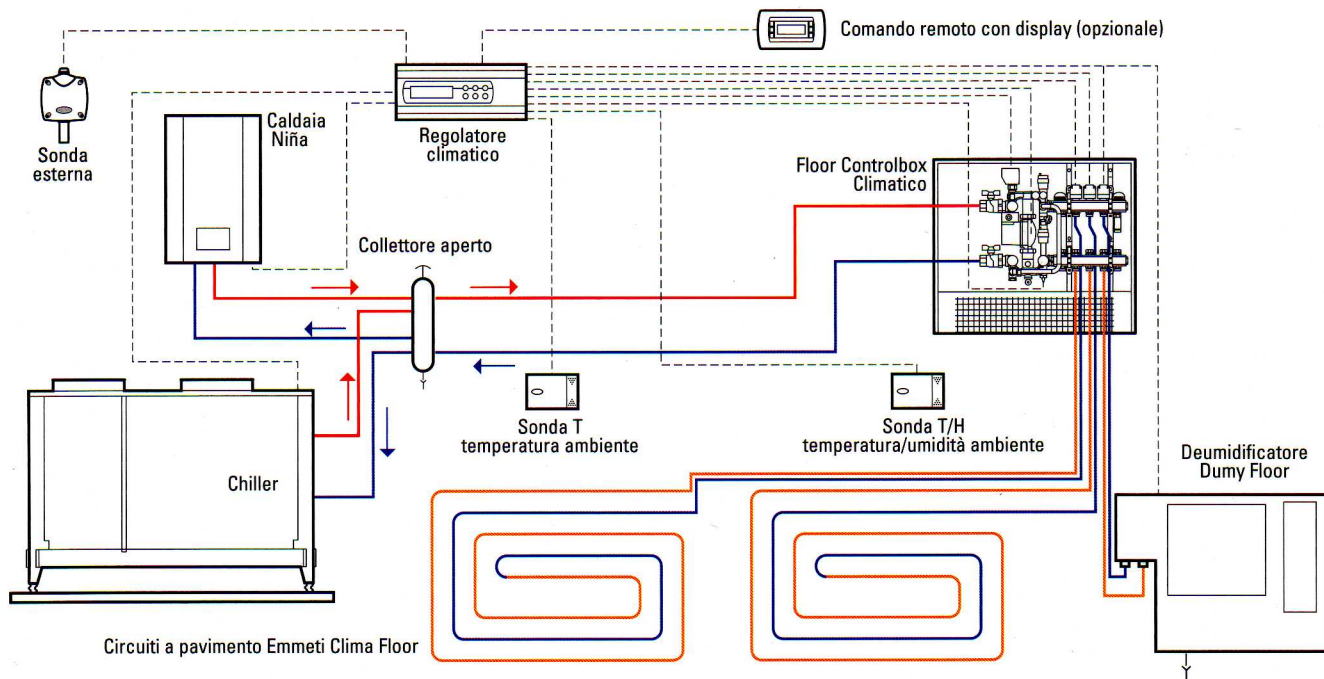 Comando remoto con display (opzionale)
Sonda
esterna
Caldaia
Niña
Regolatore
climatico
Floor Controlbox
Climatico
Collettore aperto
Chiller
Sonda T
temperatura ambiente
Sonda T/H
temperatura/umidità ambiente
Deumidificatore
Dumy Floor
Circuiti a pavimento Emmeti Clima Floor